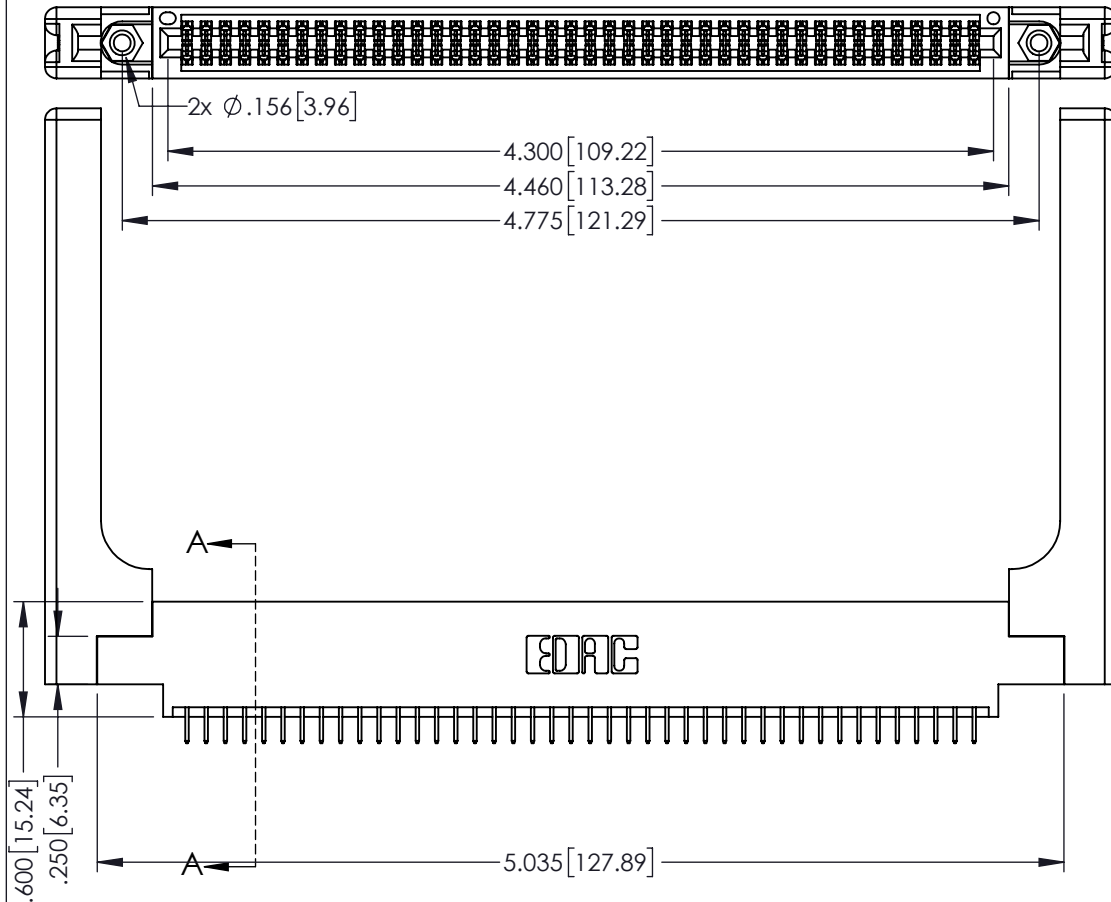 2x ∅ .156[3.96]
4.300[109.22]
4.460[113.28]
4.775[121.29]
A
EDAC
.600[15.24]
.250[6.35]
A
5.035[127.89]